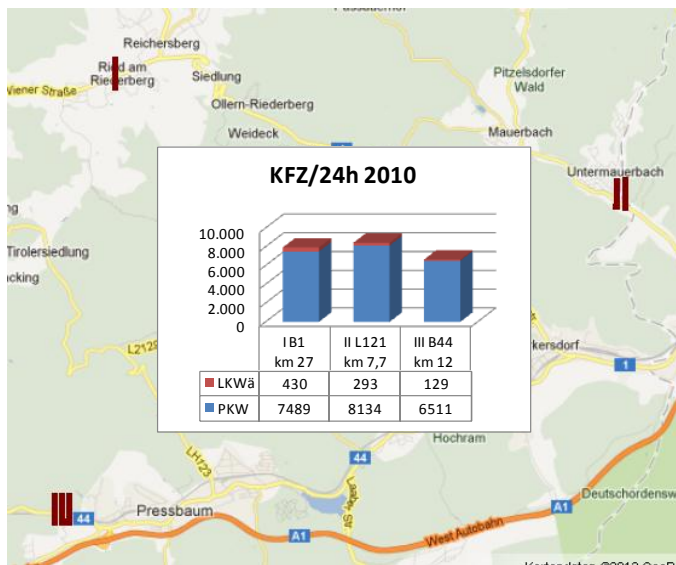 Reichersberg
Ried am
Riederberg
Siedlung
Wiener Straße
Pitzelsdorfer
Wald
Ollern-Riederberg
Weideck
Mauerbach
Untermauerbach
KFZ/24h 2010
10.000
8.000
6.000
4.000
2.000
0
I B1 II L121 III B44
km 27 km 7,7 km 12
LKWä 430 293 129
PKW 7489 8134 6511
Tirolersiedlung
L2129
1
Hochram
LH123
44
Pressbaum
44
A1
West Autobahn
A1